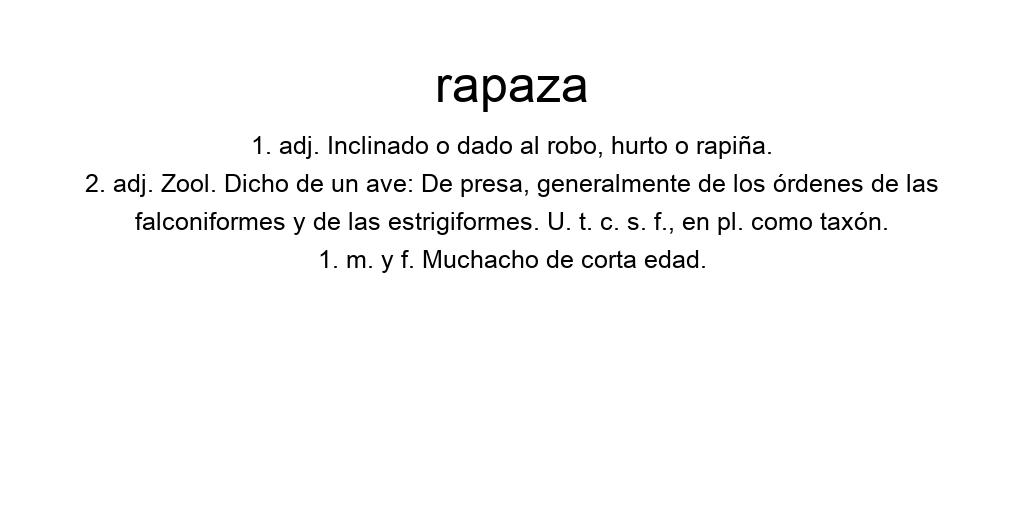 rapaza
1. adj. Inclinado o dado al robo, hurto o rapiña.
2. adj. Zool. Dicho de un ave: De presa, generalmente de los órdenes de las
falconiformes y de las estrigiformes. U. t. c. s. f., en pl. como taxón.
1. m. y f. Muchacho de corta edad.